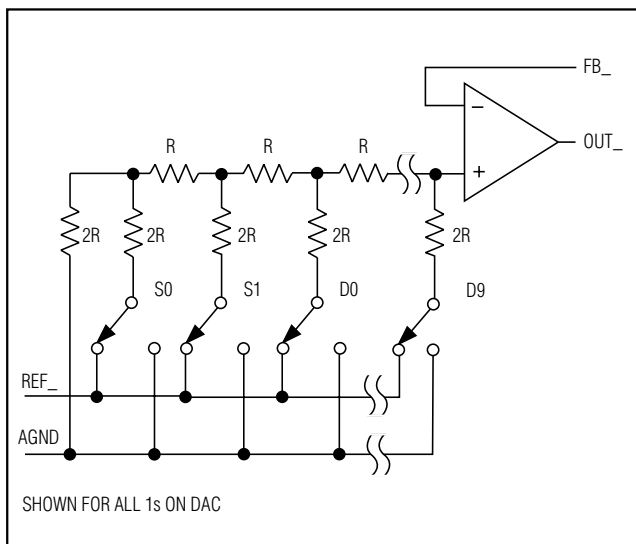 FB_
−
OUT_
+
R R R
2R 2R 2R 2R 2R
S0 S1 D0 D9
REF_
AGND
SHOWN FOR ALL 1s ON DAC